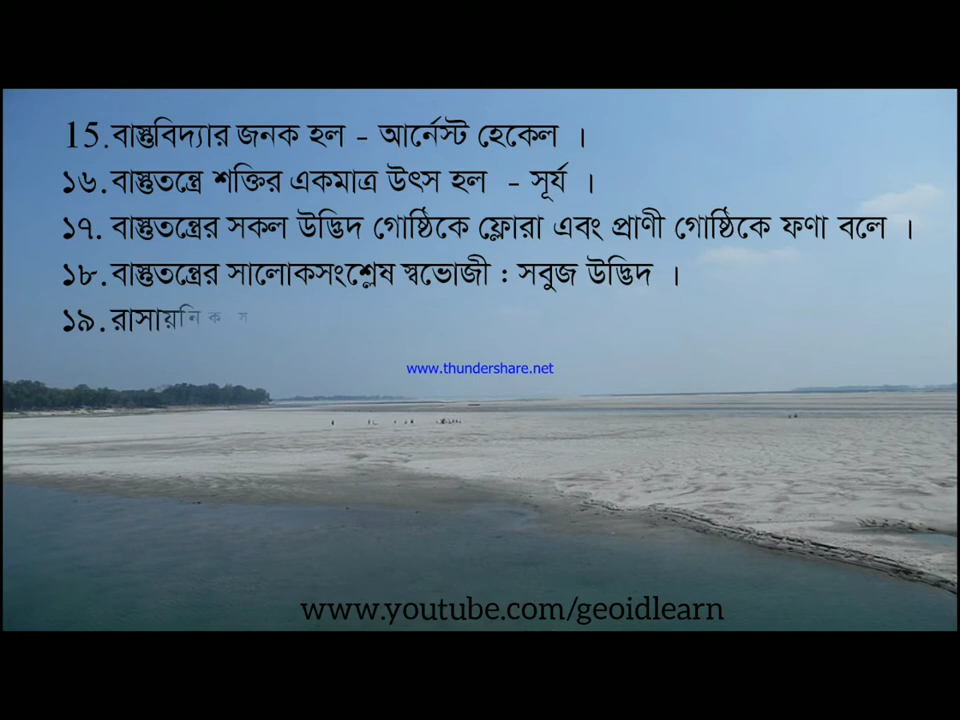 15.বাস্তুবিদ্যার জনক হল - আর্নেস্ট হেকেল ।
১৬.বাস্তুতন্ত্রে শক্তির একমাত্র উৎস হল - সূর্য ।
১৭. বাস্তুতন্ত্রের সকল উদ্ভিদ গোষ্ঠিকে ফ্লোরা এবং প্রাণী গোষ্ঠিকে ফণা বলে ।
১৮.বাস্তুতন্ত্রের সালোকসংশ্লেষ স্বভোজী : সবুজ উদ্ভিদ ।
১৯.রাসায়নিক স
www.thundershare.net
www.youtube.com/geoidlearn